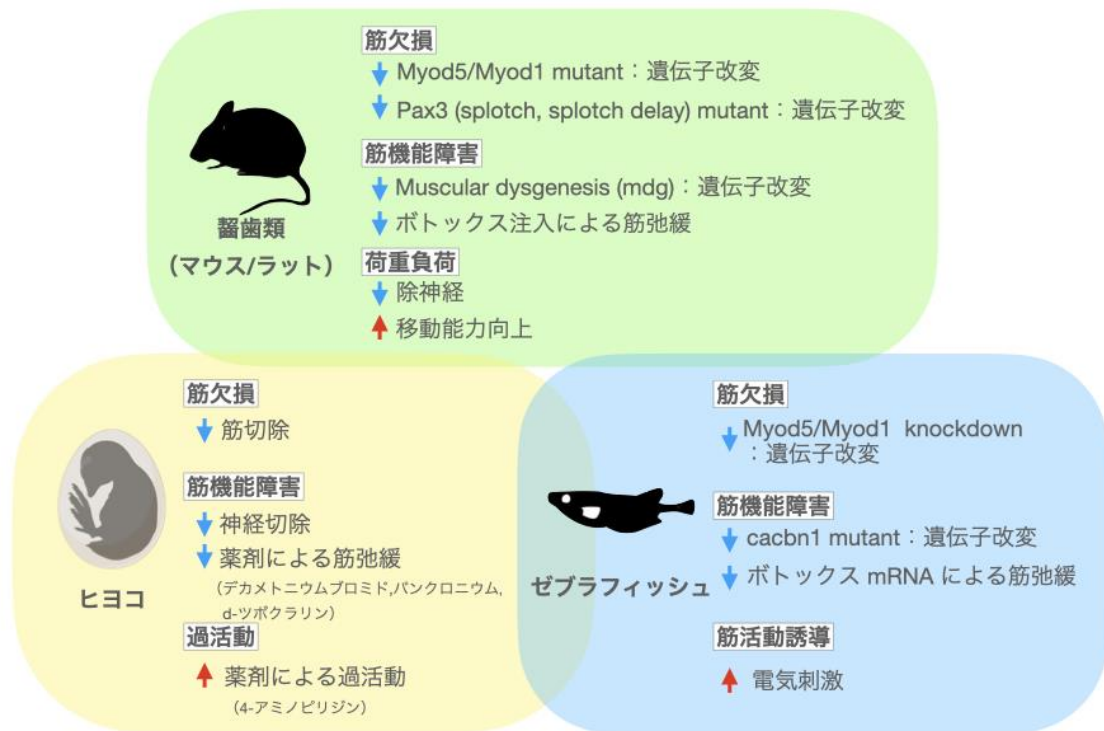 筋欠損
Myod5/Myod1 mutant：遺伝子改変
Pax3 (splotch, splotch delay) mutant：遺伝子改変
筋機能障害
Muscular dysgenesis (mdg)：遺伝子改変
ボトックス注入による筋弛緩
荷重負荷
除神経
移動能力向上
齧歯類
（マウス/ラット）
筋欠損
筋切除
筋機能障害
神経切除
薬剤による筋弛緩
（デカメトニウムブロミド,パンクロニウム,
d-ツボクラリン）
過活動
薬剤による過活動
（4-アミノピリジン）
ヒヨコ
筋欠損
Myod5/Myod1 knockdown
：遺伝子改変
筋機能障害
cacbn1 mutant：遺伝子改変
ボトックス mRNA による筋弛緩
筋活動誘導
電気刺激
ゼブラフィッシュ